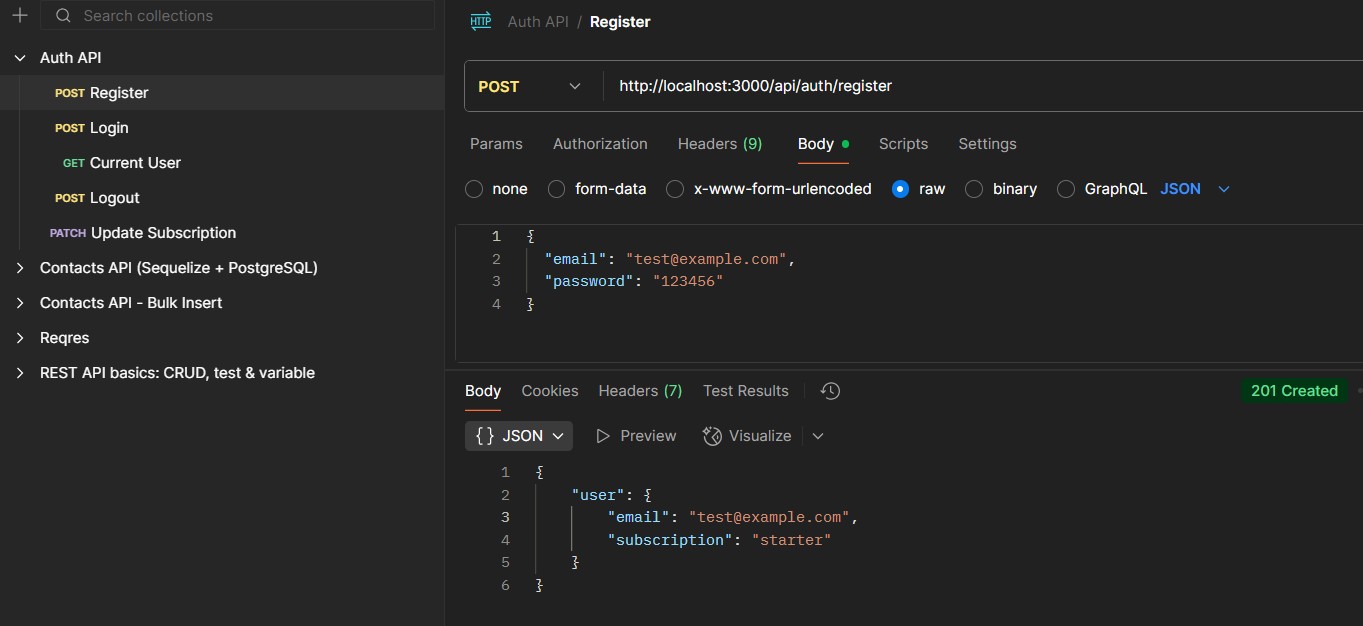 Search collections
Auth API
POST Register
POST Login
GET Current User
POST Logout
PATCH Update Subscription
Contacts API (Sequelize + PostgreSQL)
Contacts API - Bulk Insert
Reqres
REST API basics: CRUD, test & variable
HTTP Auth API / Register
POST http://localhost:3000/api/auth/register
Params Authorization Headers (9) Body Scripts Settings
none form-data x-www-form-urlencoded raw binary GraphQL JSON
1 {
2 "email": "test@example.com",
3 "password": "123456"
4 }
Body Cookies Headers (7) Test Results 201 Created
{} JSON Preview Visualize
1 {
2 "user": {
3 "email": "test@example.com",
4 "subscription": "starter"
5 }
6 }